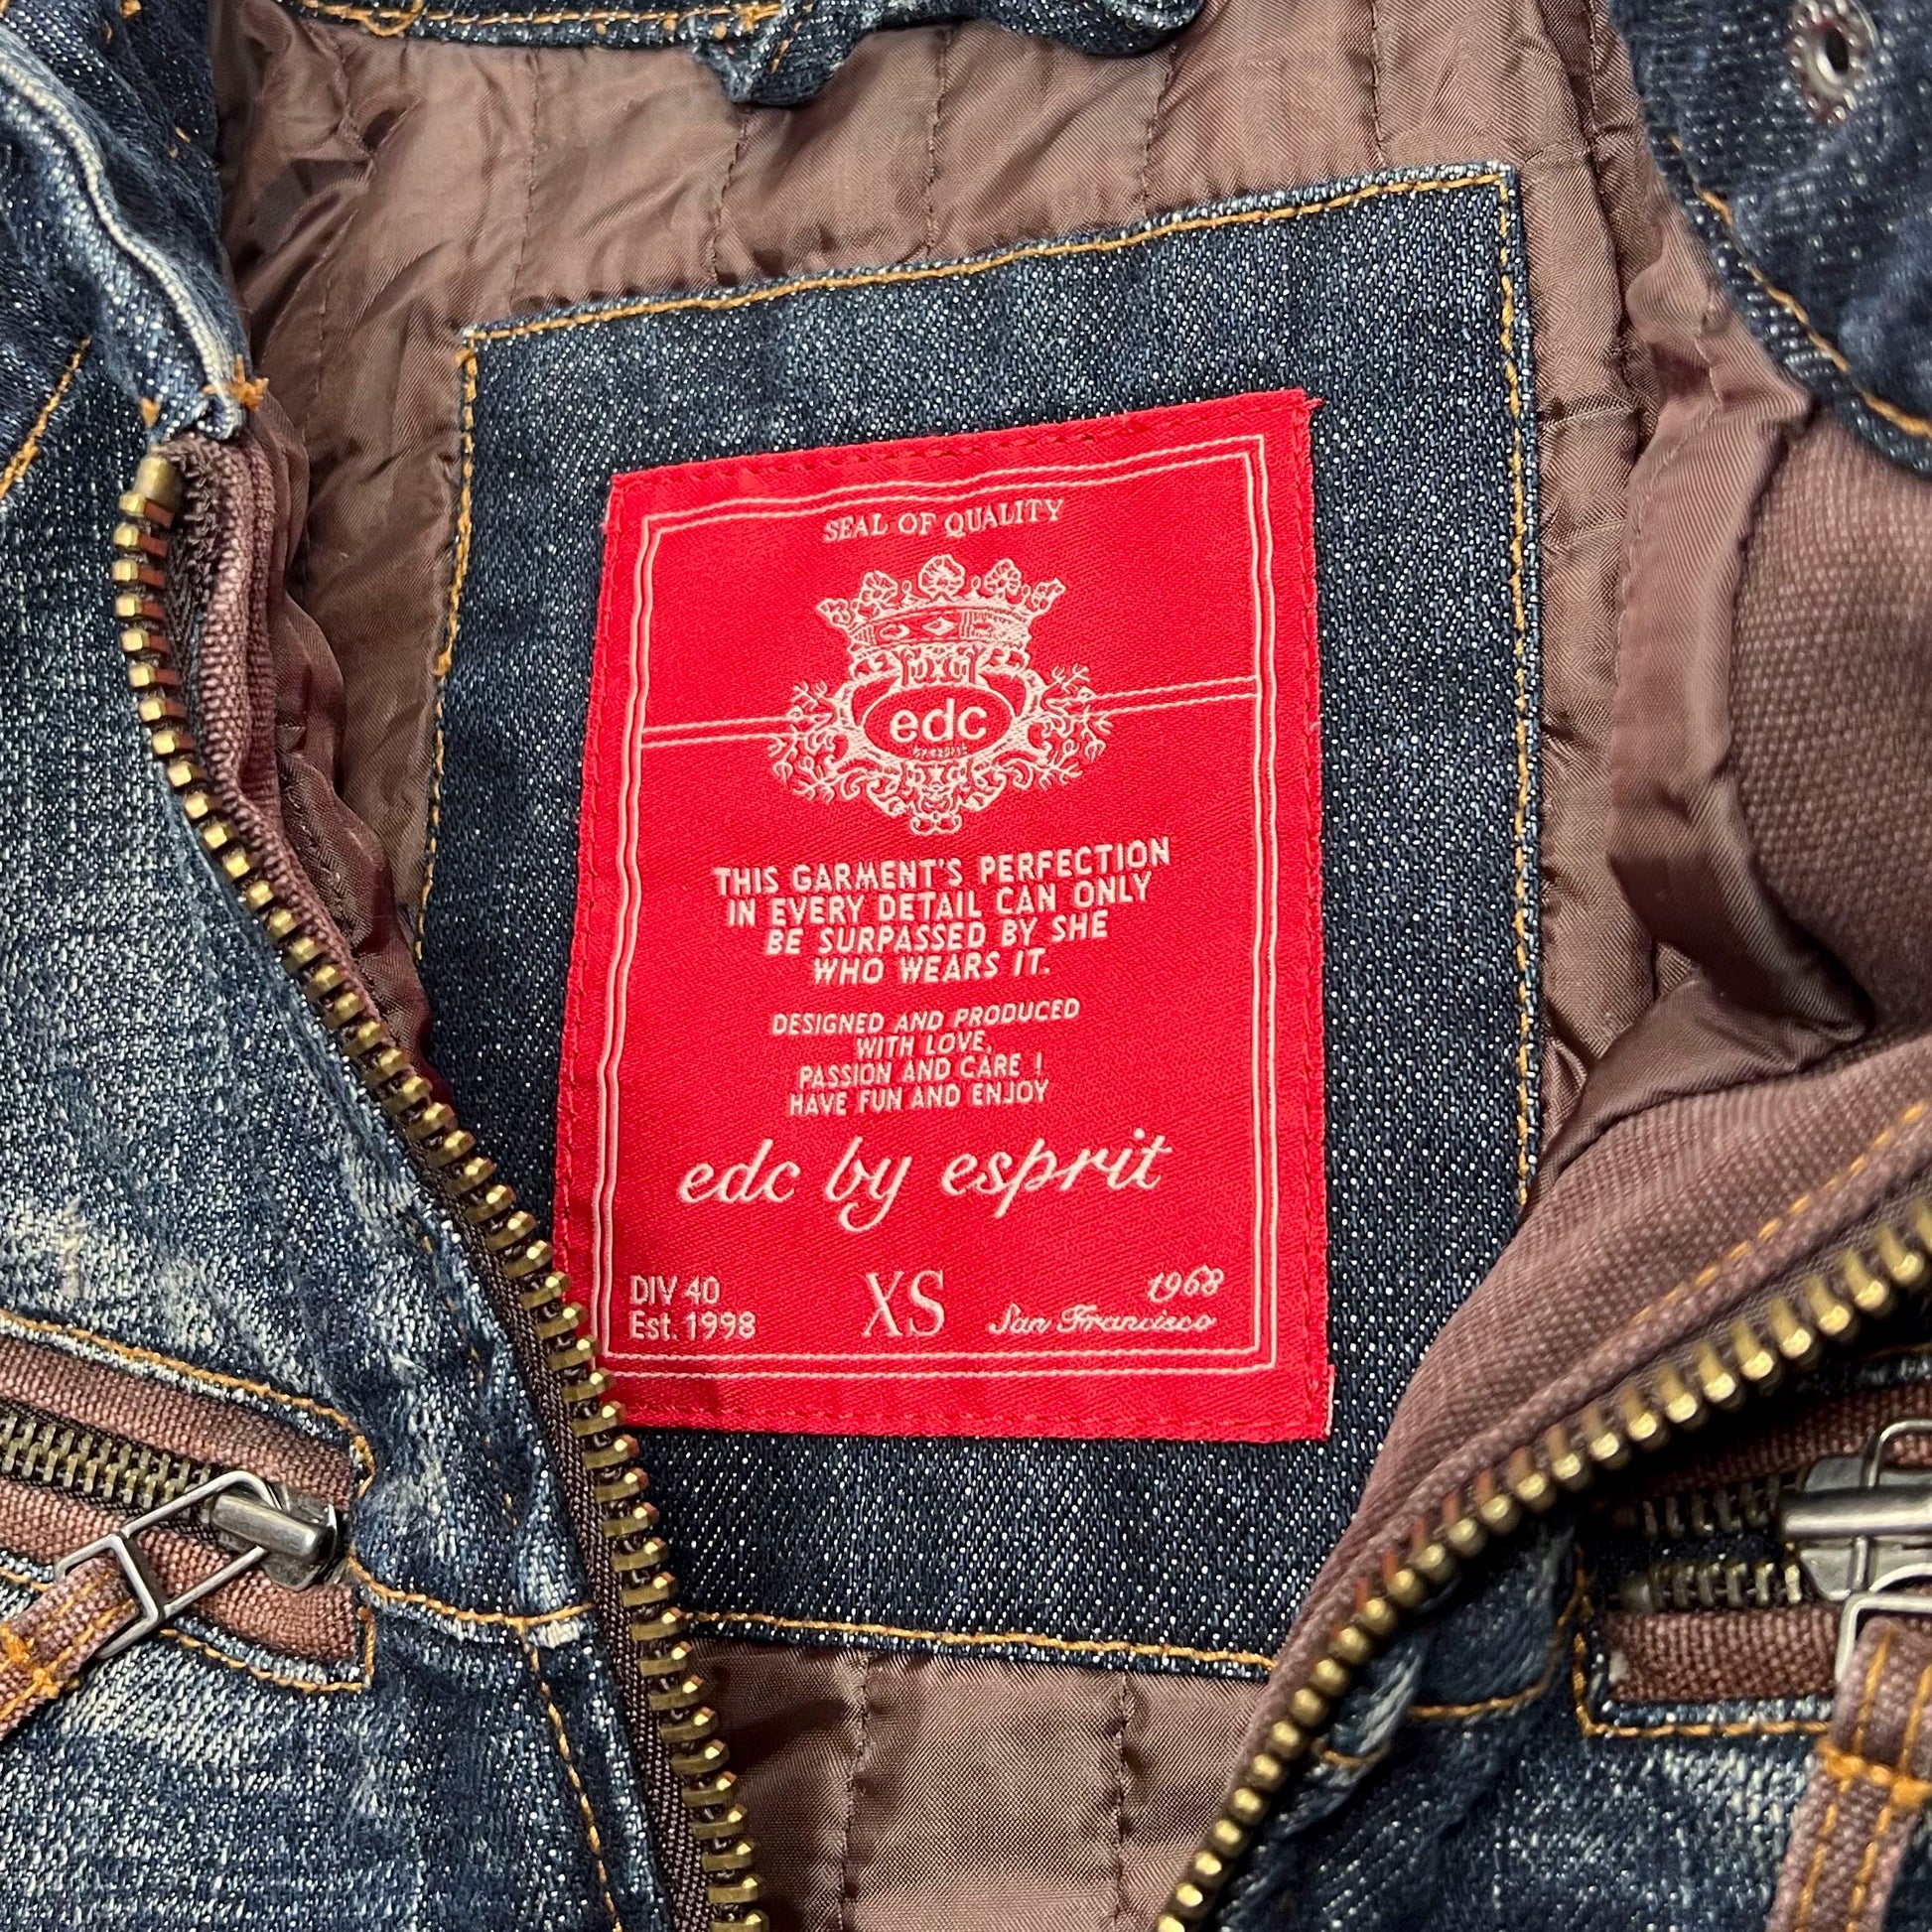 SEAL OF QUALITY
edc
by esprit
THIS GARMENT'S PERFECTION
IN EVERY DETAIL CAN ONLY
BE SURPASSED BY SHE
WHO WEARS IT.
DESIGNED AND PRODUCED
WITH LOVE,
PASSION AND CARE !
HAVE FUN AND ENJOY
edc by esprit
DIV 40
Est. 1998
XS
1968
San Francisco